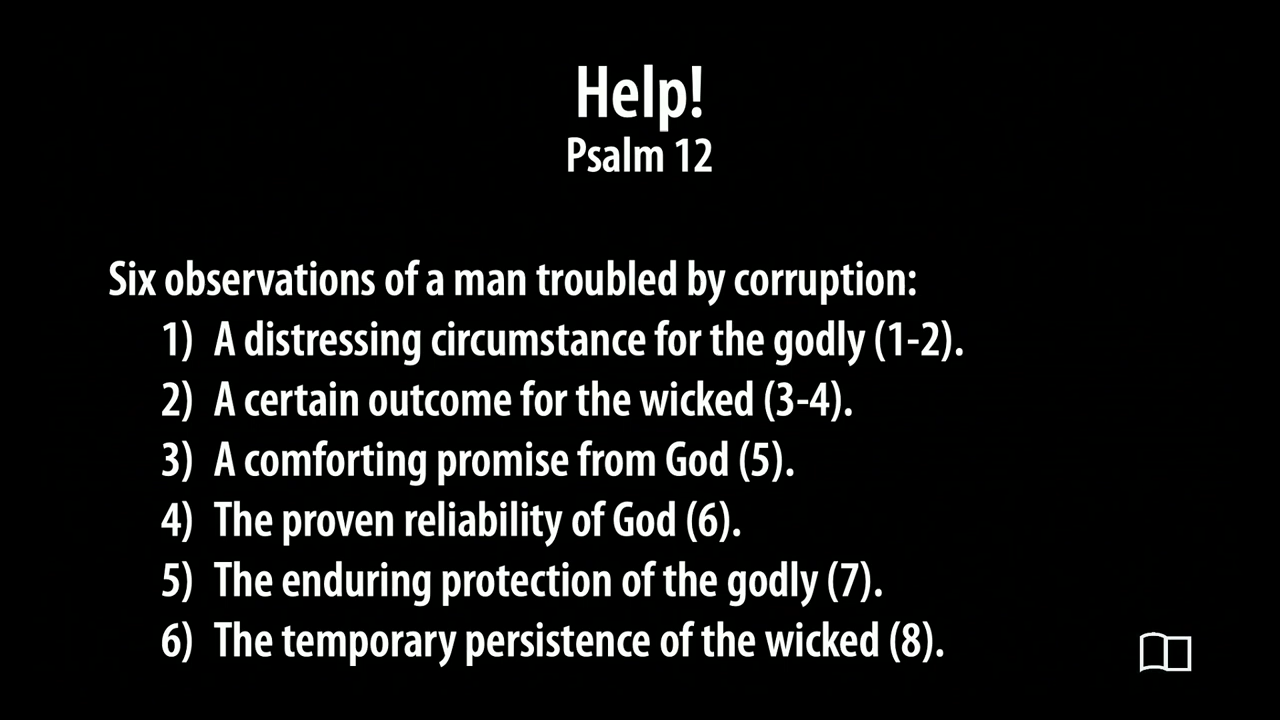 Help!
Psalm 12
Six observations of a man troubled by corruption:
1) A distressing circumstance for the godly (1-2).
2) A certain outcome for the wicked (3-4).
3) A comforting promise from God (5).
4) The proven reliability of God (6).
5) The enduring protection of the godly (7).
6) The temporary persistence of the wicked (8).